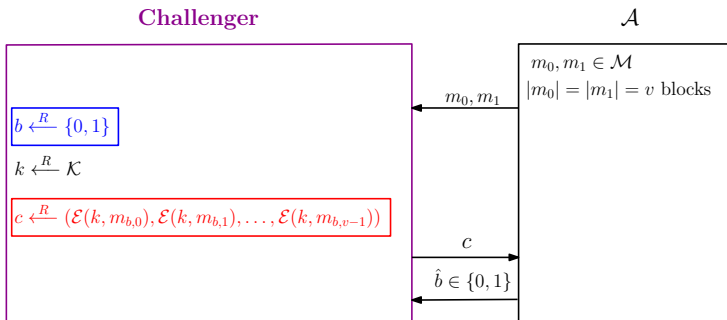 Challenger
𝒜
m₀, m₁ ∈ ℳ
|m₀| = |m₁| = v blocks
m₀, m₁
b ←ᴿ {0, 1}
k ←ᴿ 𝒦
c ←ᴿ (ℰ(k, m_{b,0}), ℰ(k, m_{b,1}), . . . , ℰ(k, m_{b,v−1}))
c
b̂ ∈ {0, 1}